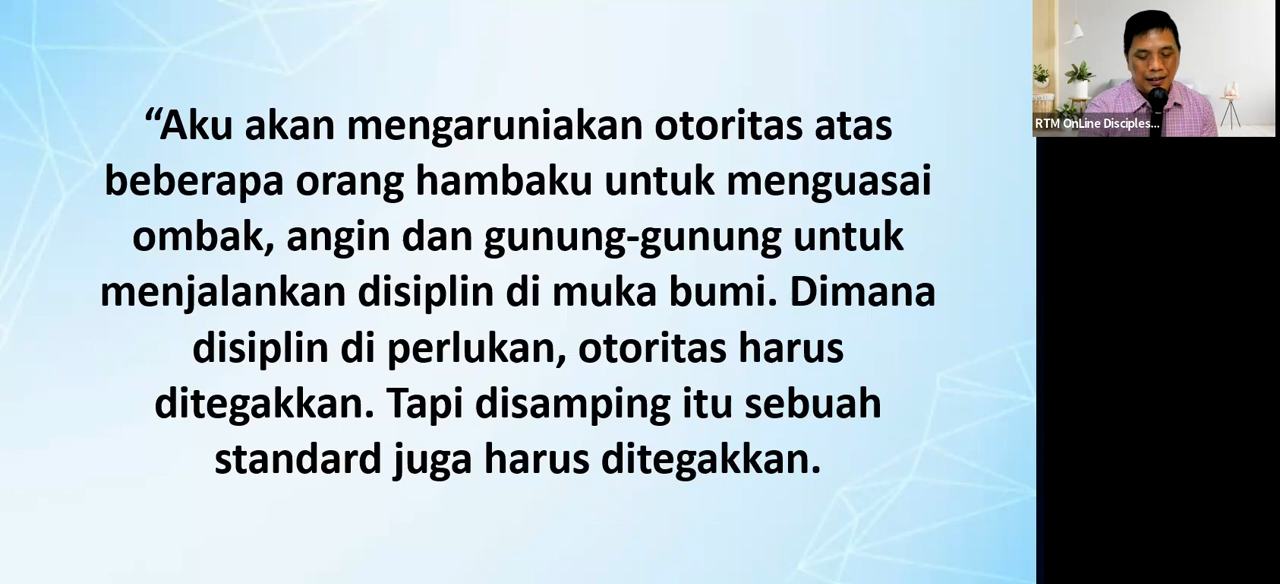 “Aku akan mengaruniakan otoritas atas
beberapa orang hambaku untuk menguasai
ombak, angin dan gunung-gunung untuk
menjalankan disiplin di muka bumi. Dimana
disiplin di perlukan, otoritas harus
ditegakkan. Tapi disamping itu sebuah
standard juga harus ditegakkan.
RTM OnLine Disciples...